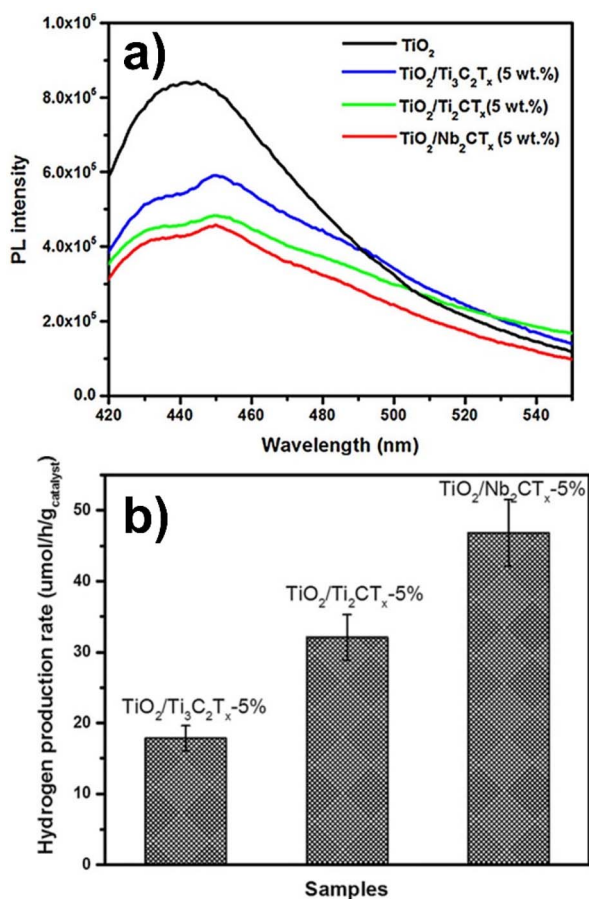 a)
TiO₂
TiO₂/Ti₃C₂Tₓ (5 wt.%)
TiO₂/Ti₂CTₓ(5 wt.%)
TiO₂/Nb₂CTₓ (5 wt.%)
PL intensity
1.0x10⁶
8.0x10⁵
6.0x10⁵
4.0x10⁵
2.0x10⁵
0.0
420 440 460 480 500 520 540
Wavelength (nm)
b)
Hydrogen production rate (umol/h/g_catalyst)
50
40
30
20
10
0
TiO₂/Ti₃C₂Tₓ-5%
TiO₂/Ti₂CTₓ-5%
TiO₂/Nb₂CTₓ-5%
Samples